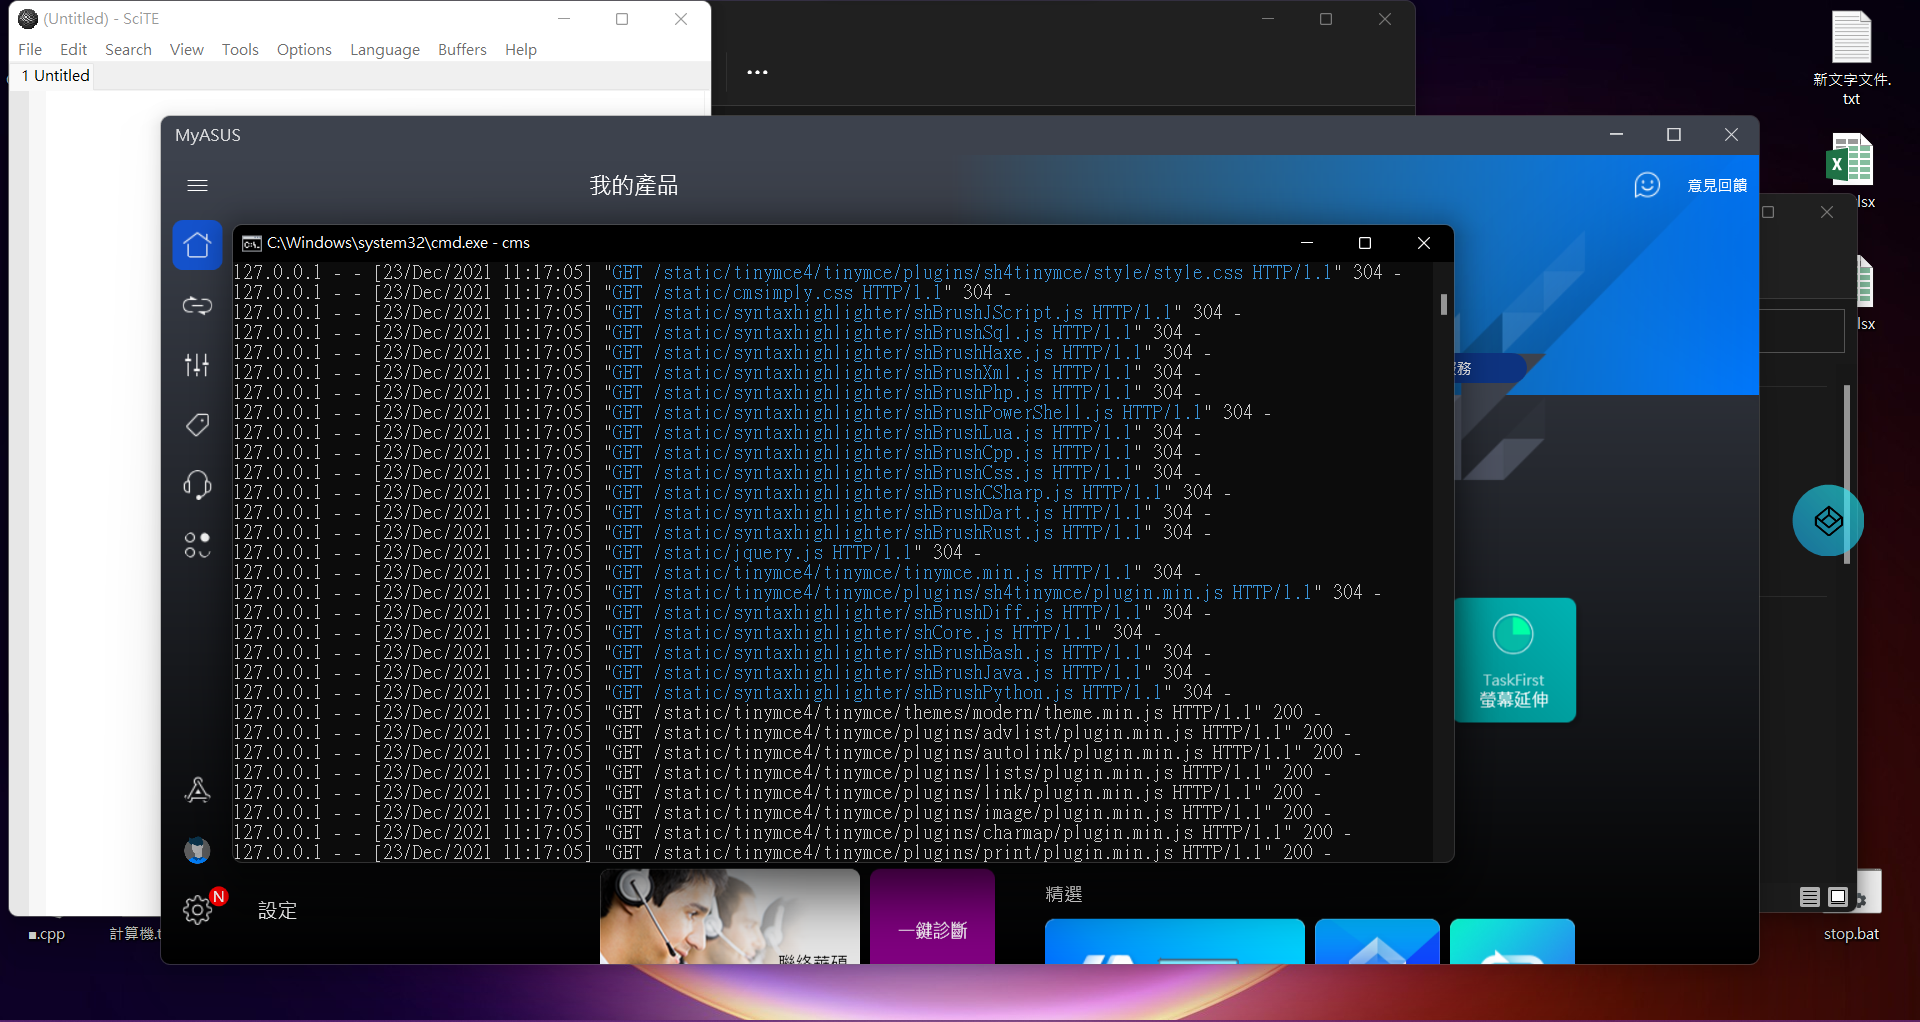 (Untitled) - SciTE
File Edit Search View Tools Options Language Buffers Help
1 Untitled
新文字文件.
txt
MyASUS
我的產品
意見回饋
lsx
C:\Windows\system32\cmd.exe - cms
127.0.0.1 - - [23/Dec/2021 11:17:05] "GET /static/tinymce4/tinymce/plugins/sh4tinymce/style/style.css HTTP/1.1" 304 -
127.0.0.1 - - [23/Dec/2021 11:17:05] "GET /static/cmsimply.css HTTP/1.1" 304 -
127.0.0.1 - - [23/Dec/2021 11:17:05] "GET /static/syntaxhighlighter/shBrushJScript.js HTTP/1.1" 304 -
127.0.0.1 - - [23/Dec/2021 11:17:05] "GET /static/syntaxhighlighter/shBrushSql.js HTTP/1.1" 304 -
127.0.0.1 - - [23/Dec/2021 11:17:05] "GET /static/syntaxhighlighter/shBrushHaxe.js HTTP/1.1" 304 -
127.0.0.1 - - [23/Dec/2021 11:17:05] "GET /static/syntaxhighlighter/shBrushXml.js HTTP/1.1" 304 -
127.0.0.1 - - [23/Dec/2021 11:17:05] "GET /static/syntaxhighlighter/shBrushPhp.js HTTP/1.1" 304 -
127.0.0.1 - - [23/Dec/2021 11:17:05] "GET /static/syntaxhighlighter/shBrushPowerShell.js HTTP/1.1" 304 -
127.0.0.1 - - [23/Dec/2021 11:17:05] "GET /static/syntaxhighlighter/shBrushLua.js HTTP/1.1" 304 -
127.0.0.1 - - [23/Dec/2021 11:17:05] "GET /static/syntaxhighlighter/shBrushCpp.js HTTP/1.1" 304 -
127.0.0.1 - - [23/Dec/2021 11:17:05] "GET /static/syntaxhighlighter/shBrushCss.js HTTP/1.1" 304 -
127.0.0.1 - - [23/Dec/2021 11:17:05] "GET /static/syntaxhighlighter/shBrushCSharp.js HTTP/1.1" 304 -
127.0.0.1 - - [23/Dec/2021 11:17:05] "GET /static/syntaxhighlighter/shBrushDart.js HTTP/1.1" 304 -
127.0.0.1 - - [23/Dec/2021 11:17:05] "GET /static/syntaxhighlighter/shBrushRust.js HTTP/1.1" 304 -
127.0.0.1 - - [23/Dec/2021 11:17:05] "GET /static/jquery.js HTTP/1.1" 304 -
127.0.0.1 - - [23/Dec/2021 11:17:05] "GET /static/tinymce4/tinymce/tinymce.min.js HTTP/1.1" 304 -
127.0.0.1 - - [23/Dec/2021 11:17:05] "GET /static/tinymce4/tinymce/plugins/sh4tinymce/plugin.min.js HTTP/1.1" 304 -
127.0.0.1 - - [23/Dec/2021 11:17:05] "GET /static/syntaxhighlighter/shBrushDiff.js HTTP/1.1" 304 -
127.0.0.1 - - [23/Dec/2021 11:17:05] "GET /static/syntaxhighlighter/shCore.js HTTP/1.1" 304 -
127.0.0.1 - - [23/Dec/2021 11:17:05] "GET /static/syntaxhighlighter/shBrushBash.js HTTP/1.1" 304 -
127.0.0.1 - - [23/Dec/2021 11:17:05] "GET /static/syntaxhighlighter/shBrushJava.js HTTP/1.1" 304 -
127.0.0.1 - - [23/Dec/2021 11:17:05] "GET /static/syntaxhighlighter/shBrushPython.js HTTP/1.1" 304 -
127.0.0.1 - - [23/Dec/2021 11:17:05] "GET /static/tinymce4/tinymce/themes/modern/theme.min.js HTTP/1.1" 200 -
127.0.0.1 - - [23/Dec/2021 11:17:05] "GET /static/tinymce4/tinymce/plugins/advlist/plugin.min.js HTTP/1.1" 200 -
127.0.0.1 - - [23/Dec/2021 11:17:05] "GET /static/tinymce4/tinymce/plugins/autolink/plugin.min.js HTTP/1.1" 200 -
127.0.0.1 - - [23/Dec/2021 11:17:05] "GET /static/tinymce4/tinymce/plugins/lists/plugin.min.js HTTP/1.1" 200 -
127.0.0.1 - - [23/Dec/2021 11:17:05] "GET /static/tinymce4/tinymce/plugins/link/plugin.min.js HTTP/1.1" 200 -
127.0.0.1 - - [23/Dec/2021 11:17:05] "GET /static/tinymce4/tinymce/plugins/image/plugin.min.js HTTP/1.1" 200 -
127.0.0.1 - - [23/Dec/2021 11:17:05] "GET /static/tinymce4/tinymce/plugins/charmap/plugin.min.js HTTP/1.1" 200 -
127.0.0.1 - - [23/Dec/2021 11:17:05] "GET /static/tinymce4/tinymce/plugins/print/plugin.min.js HTTP/1.1" 200 -
lsx
務
TaskFirst
螢幕延伸
N
設定
聯絡華碩
一鍵診斷
精選
■.cpp
計算機.t
stop.bat